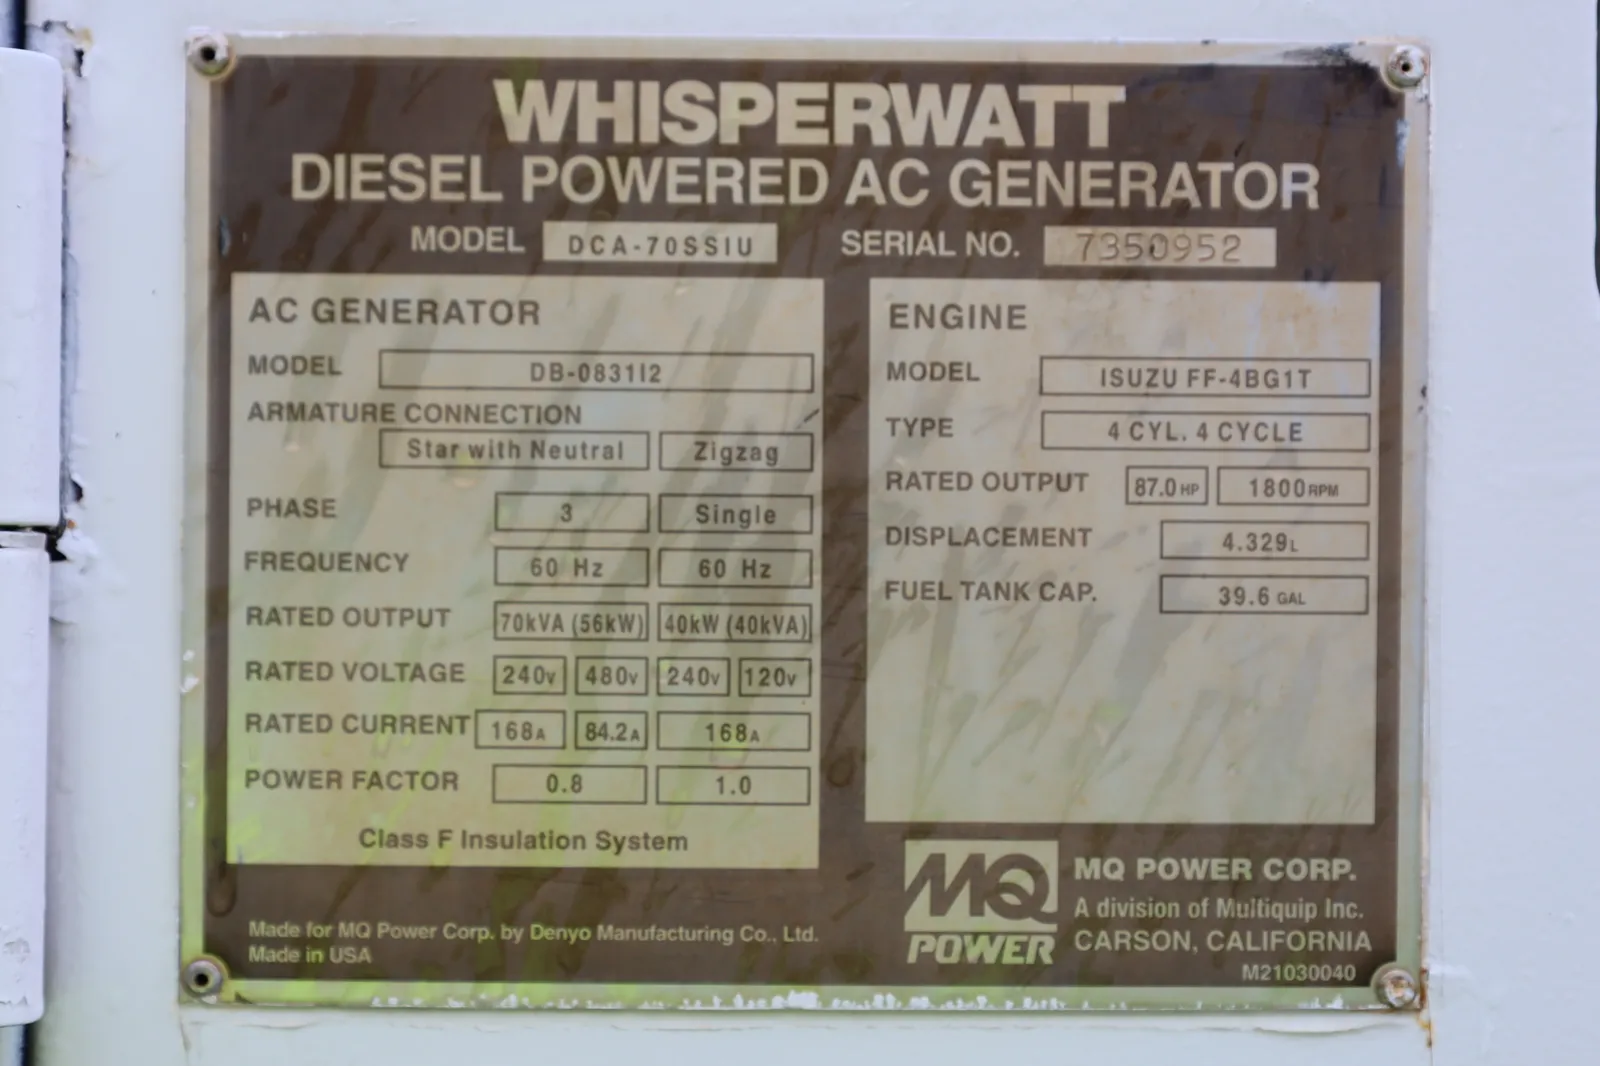 WHISPERWATT
DIESEL POWERED AC GENERATOR
MODEL DCA-70SSIU SERIAL NO. 7350952
AC GENERATOR
MODEL DB-0831I2
ARMATURE CONNECTION
Star with Neutral Zigzag
PHASE 3 Single
FREQUENCY 60 Hz 60 Hz
RATED OUTPUT 70kVA (56kW) 40kW (40kVA)
RATED VOLTAGE 240V 480V 240V 120V
RATED CURRENT 168A 84.2A 168A
POWER FACTOR 0.8 1.0
Class F Insulation System
ENGINE
MODEL ISUZU FF-4BG1T
TYPE 4 CYL. 4 CYCLE
RATED OUTPUT 87.0 HP 1800RPM
DISPLACEMENT 4.329L
FUEL TANK CAP. 39.6 GAL
Made for MQ Power Corp. by Denyo Manufacturing Co., Ltd.
Made in USA
MQ
POWER
MQ POWER CORP.
A division of Multiquip Inc.
CARSON, CALIFORNIA
M21030040